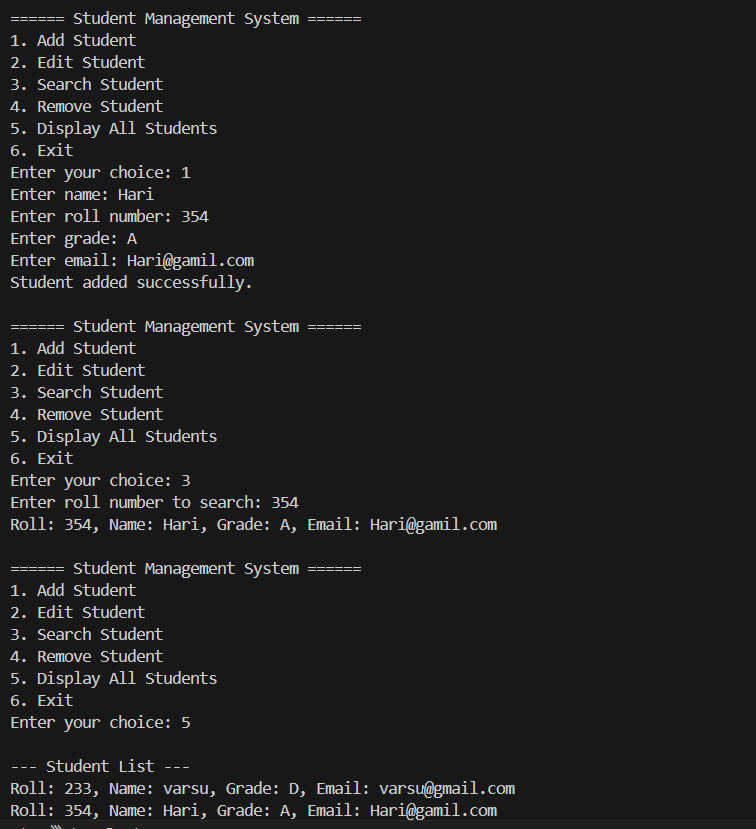 ====== Student Management System ======
1. Add Student
2. Edit Student
3. Search Student
4. Remove Student
5. Display All Students
6. Exit
Enter your choice: 1
Enter name: Hari
Enter roll number: 354
Enter grade: A
Enter email: Hari@gamil.com
Student added successfully.

====== Student Management System ======
1. Add Student
2. Edit Student
3. Search Student
4. Remove Student
5. Display All Students
6. Exit
Enter your choice: 3
Enter roll number to search: 354
Roll: 354, Name: Hari, Grade: A, Email: Hari@gamil.com

====== Student Management System ======
1. Add Student
2. Edit Student
3. Search Student
4. Remove Student
5. Display All Students
6. Exit
Enter your choice: 5

--- Student List ---
Roll: 233, Name: varsu, Grade: D, Email: varsu@gmail.com
Roll: 354, Name: Hari, Grade: A, Email: Hari@gamil.com